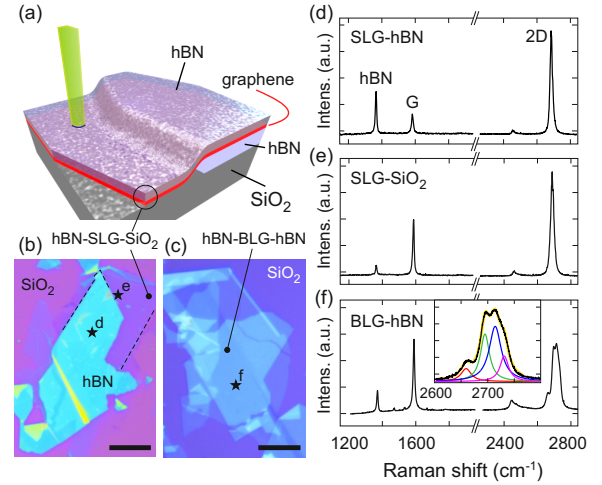 (a)
hBN
graphene
hBN
SiO₂
hBN-SLG-SiO₂
hBN-BLG-hBN
(b)
SiO₂
e
d
hBN
(c)
SiO₂
f
(d)
SLG-hBN
2D
hBN
G
Intens. (a.u.)
(e)
SLG-SiO₂
Intens. (a.u.)
(f)
BLG-hBN
2600 2700
Intens. (a.u.)
1200 1600 2400 2800
Raman shift (cm⁻¹)